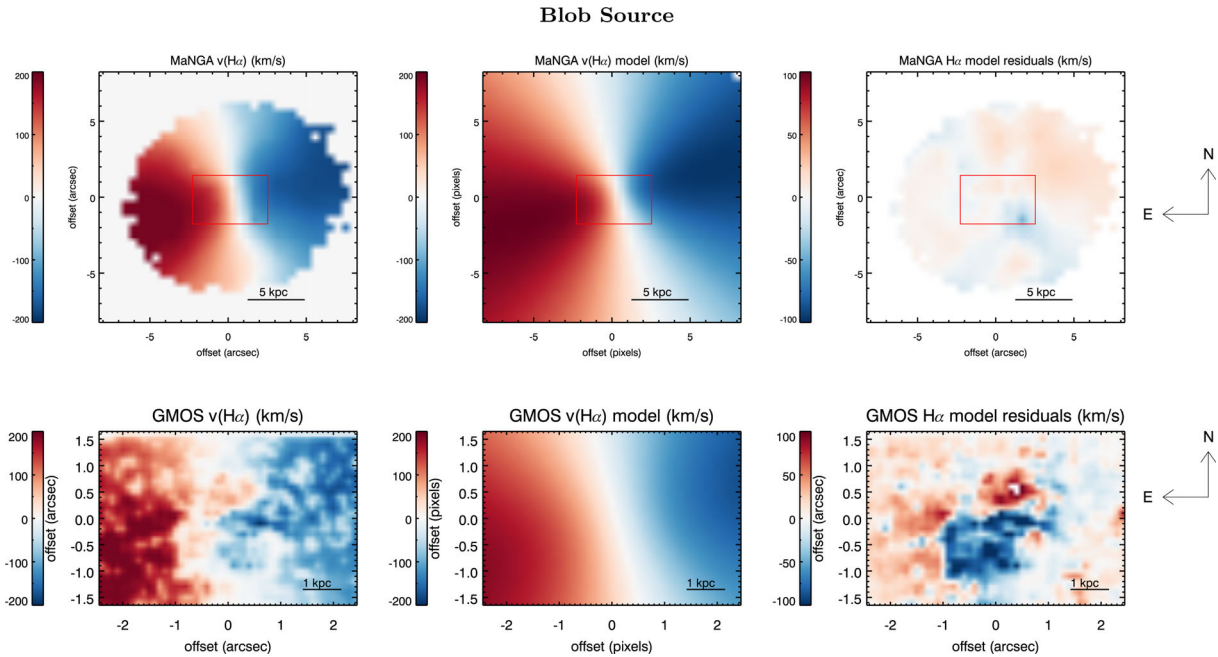 Blob Source
MaNGA v(Hα) (km/s)
MaNGA v(Hα) model (km/s)
MaNGA Hα model residuals (km/s)
200
100
0
-100
-200
offset (arcsec)
5
0
-5
5 kpc
-5 0 5
offset (arcsec)
200
100
0
-100
-200
offset (pixels)
5
0
-5
5 kpc
-5 0 5
offset (pixels)
100
50
0
-50
-100
offset (arcsec)
5
0
-5
5 kpc
-5 0 5
offset (arcsec)
N
E
GMOS v(Hα) (km/s)
GMOS v(Hα) model (km/s)
GMOS Hα model residuals (km/s)
200
100
0
-100
-200
offset (arcsec)
1.5
1.0
0.5
0.0
-0.5
-1.0
-1.5
1 kpc
-2 -1 0 1 2
offset (arcsec)
200
100
0
-100
-200
offset (pixels)
1.5
1.0
0.5
0.0
-0.5
-1.0
-1.5
1 kpc
-2 -1 0 1 2
offset (pixels)
100
50
0
-50
-100
offset (arcsec)
1.5
1.0
0.5
0.0
-0.5
-1.0
-1.5
1 kpc
-2 -1 0 1 2
offset (arcsec)
N
E